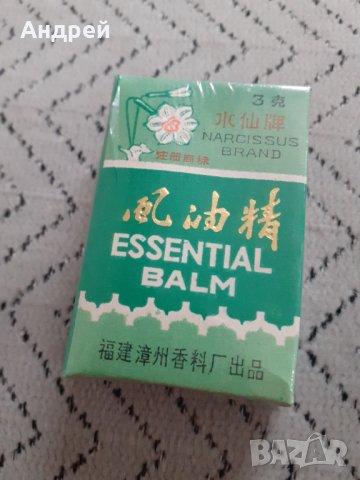 Андрей
3克
水仙牌
NARCISSUS
BRAND
注册商标
风油精
ESSENTIAL
BALM
福建漳州香料厂出品
BAZAR